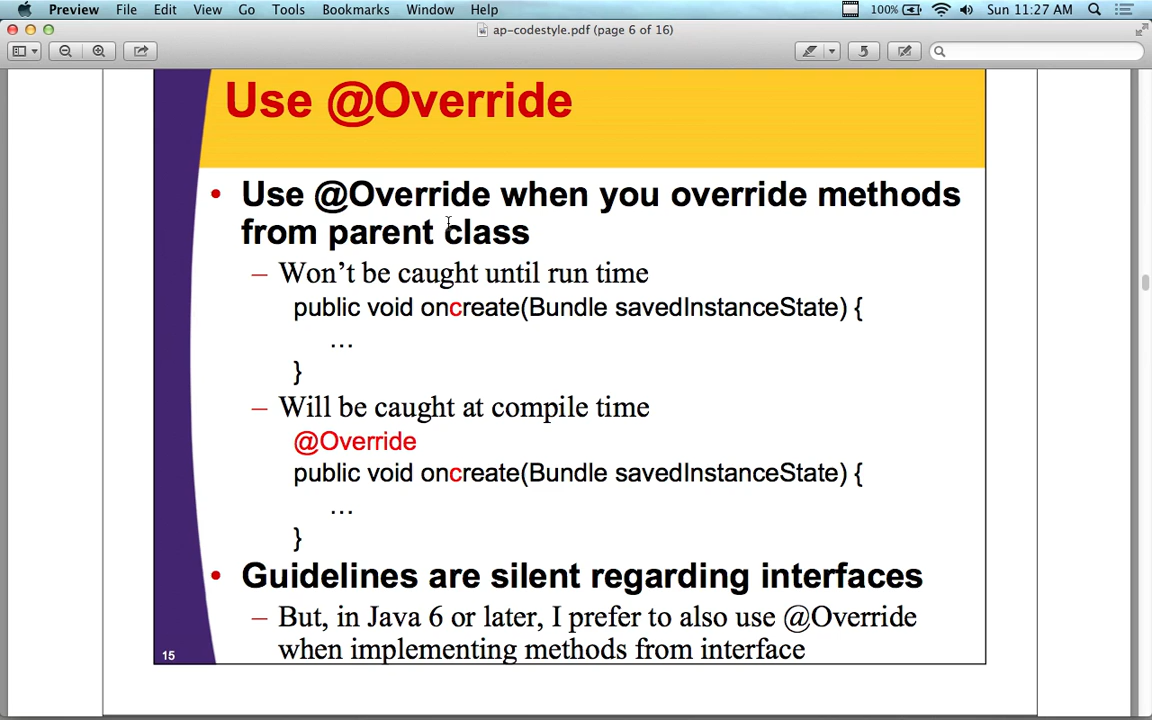 Preview File Edit View Go Tools Bookmarks Window Help 100% Sun 11:27 AM
ap-codestyle.pdf (page 6 of 16)
Use @Override
• Use @Override when you override methods
from parent class
– Won’t be caught until run time
public void oncreate(Bundle savedInstanceState) {
…
}
– Will be caught at compile time
@Override
public void oncreate(Bundle savedInstanceState) {
…
}
• Guidelines are silent regarding interfaces
– But, in Java 6 or later, I prefer to also use @Override
when implementing methods from interface
15